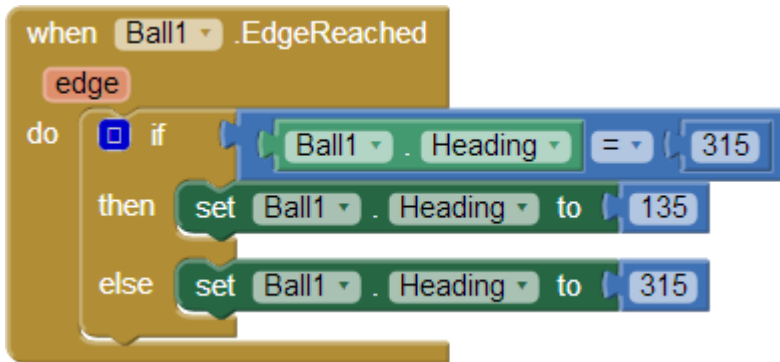 when Ball1 .EdgeReached
edge
do if Ball1 . Heading = 315
then set Ball1 . Heading to 135
else set Ball1 . Heading to 315